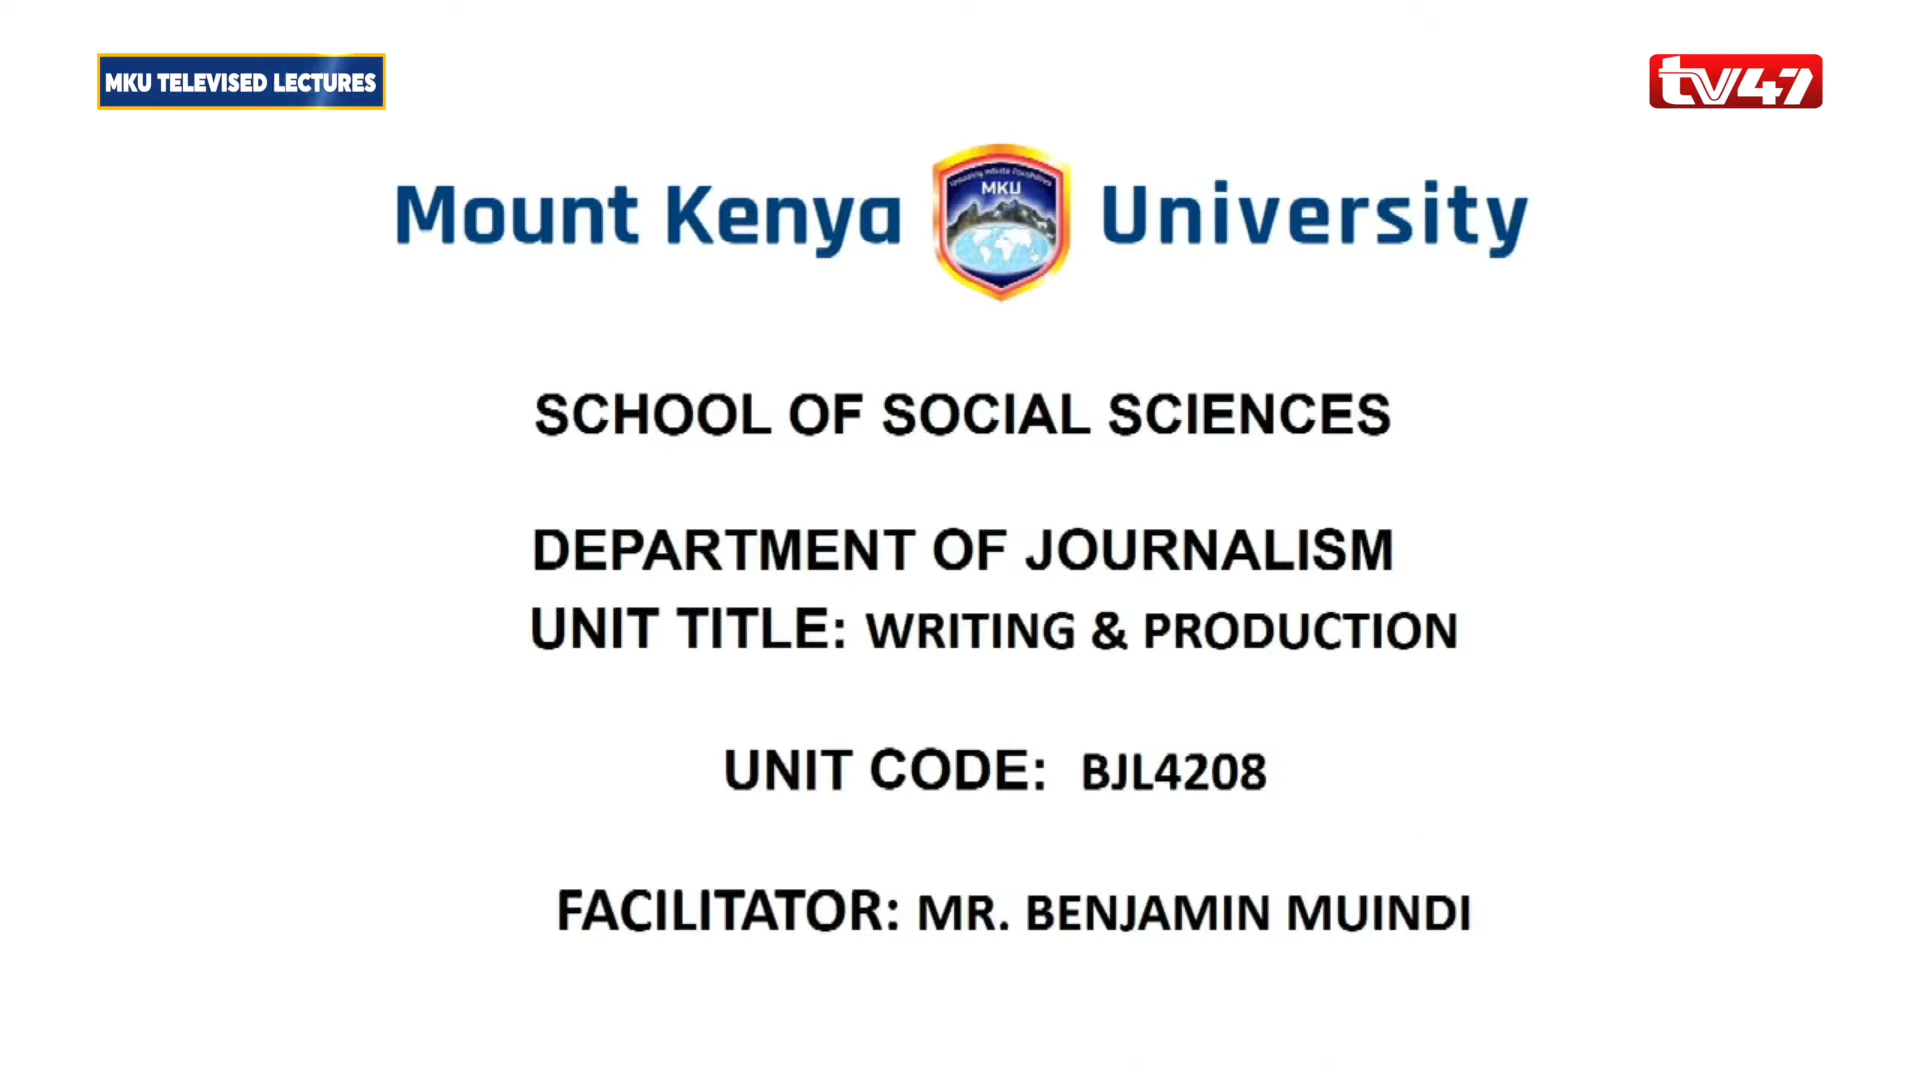 MKU TELEVISED LECTURES
tv47
Mount Kenya University
MKU
SCHOOL OF SOCIAL SCIENCES
DEPARTMENT OF JOURNALISM
UNIT TITLE: WRITING & PRODUCTION
UNIT CODE: BJL4208
FACILITATOR: MR. BENJAMIN MUINDI